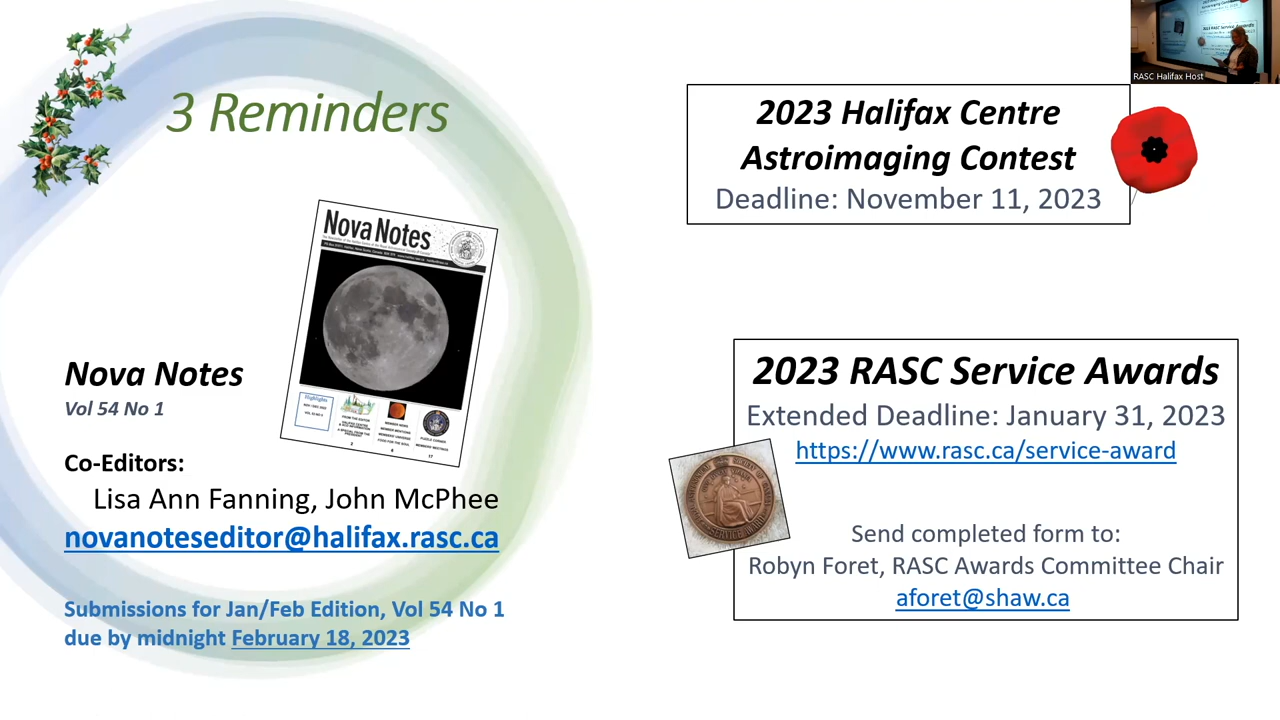 3 Reminders
Nova Notes
Nova Notes
Vol 54 No 1
Co-Editors:
Lisa Ann Fanning, John McPhee
novanoteseditor@halifax.rasc.ca
Submissions for Jan/Feb Edition, Vol 54 No 1
due by midnight February 18, 2023
2023 Halifax Centre
Astroimaging Contest
Deadline: November 11, 2023
2023 RASC Service Awards
Extended Deadline: January 31, 2023
https://www.rasc.ca/service-award
Send completed form to:
Robyn Foret, RASC Awards Committee Chair
aforet@shaw.ca
RASC Halifax Host